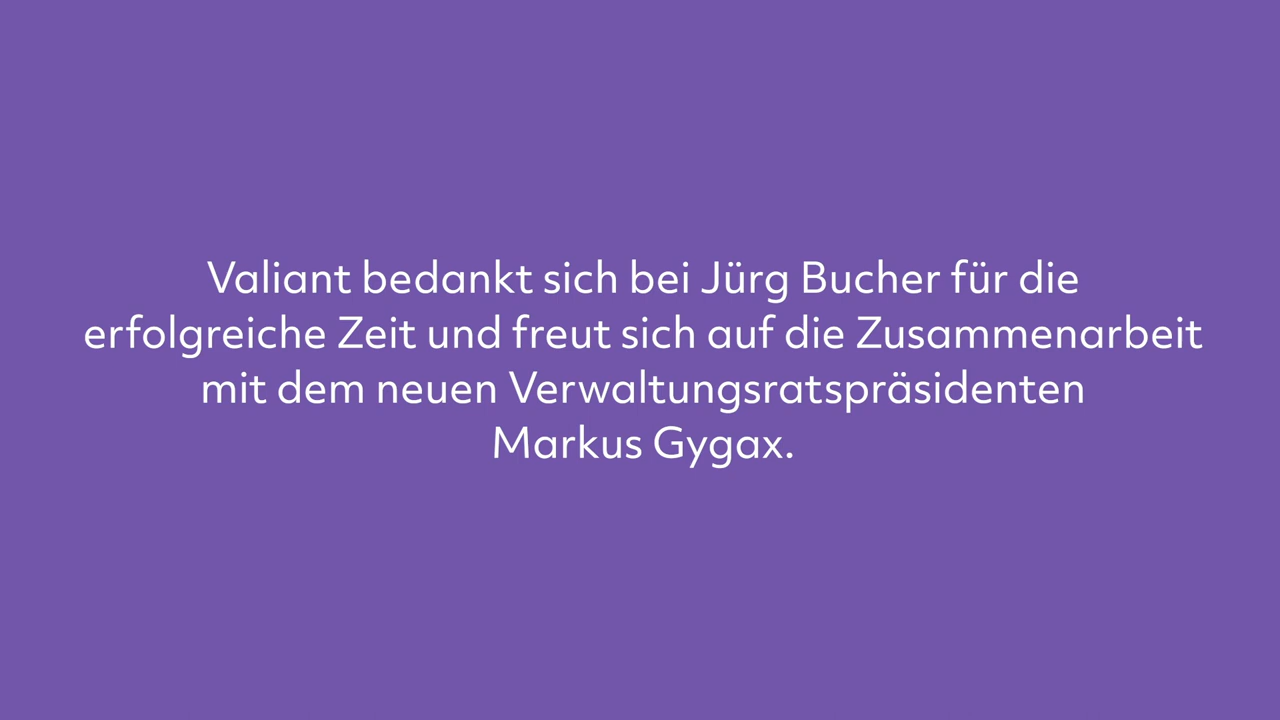 Valiant bedankt sich bei Jürg Bucher für die
erfolgreiche Zeit und freut sich auf die Zusammenarbeit
mit dem neuen Verwaltungsratspräsidenten
Markus Gygax.